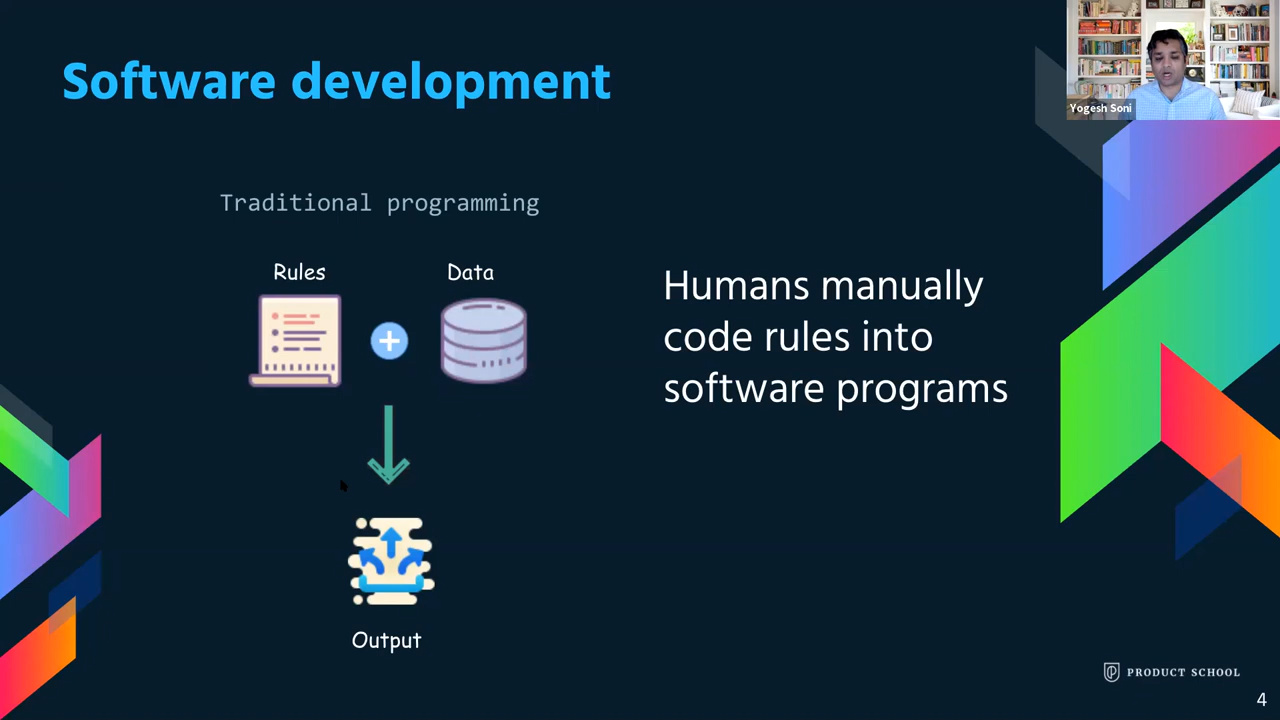 Software development
Yogesh Soni
Traditional programming
Rules
Data
Humans manually
code rules into
software programs
Output
PRODUCT SCHOOL
4